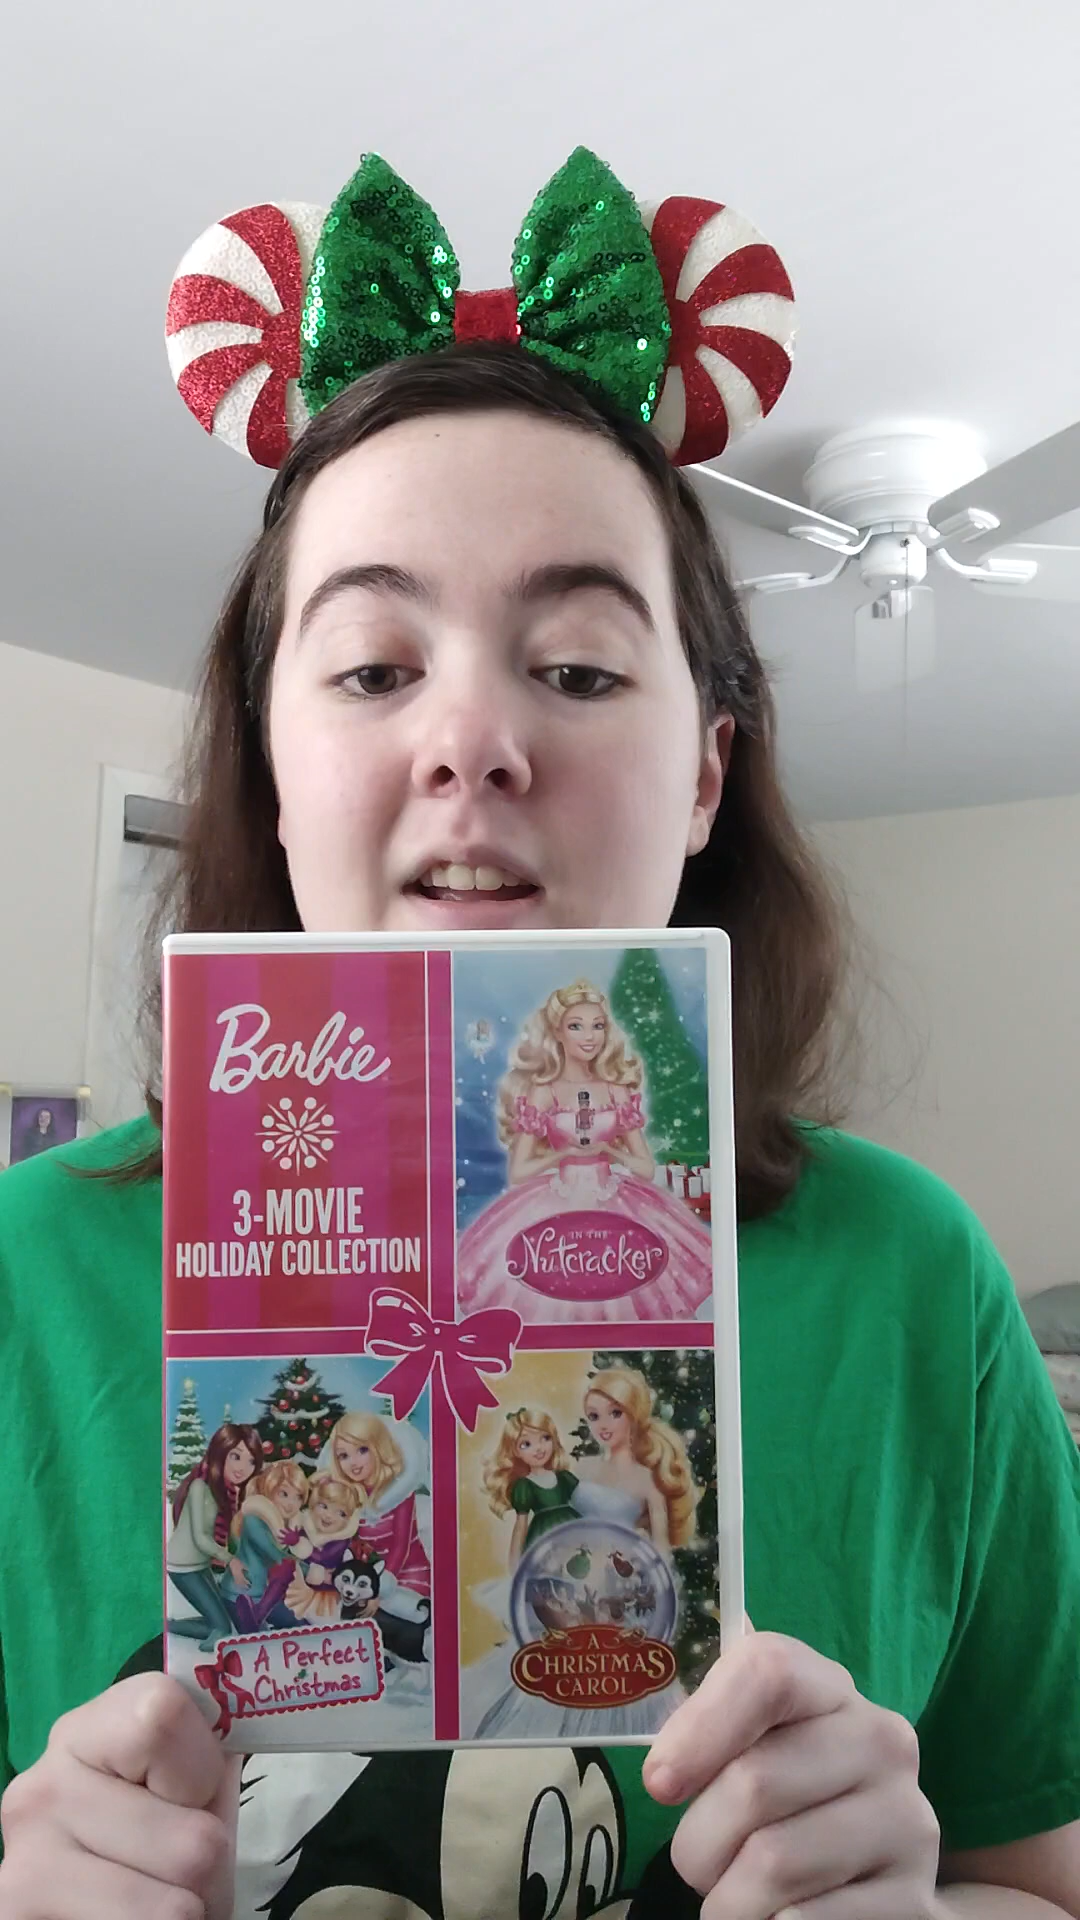 Barbie
3-MOVIE
HOLIDAY COLLECTION
IN THE
Nutcracker
A Perfect
Christmas
A
CHRISTMAS
CAROL